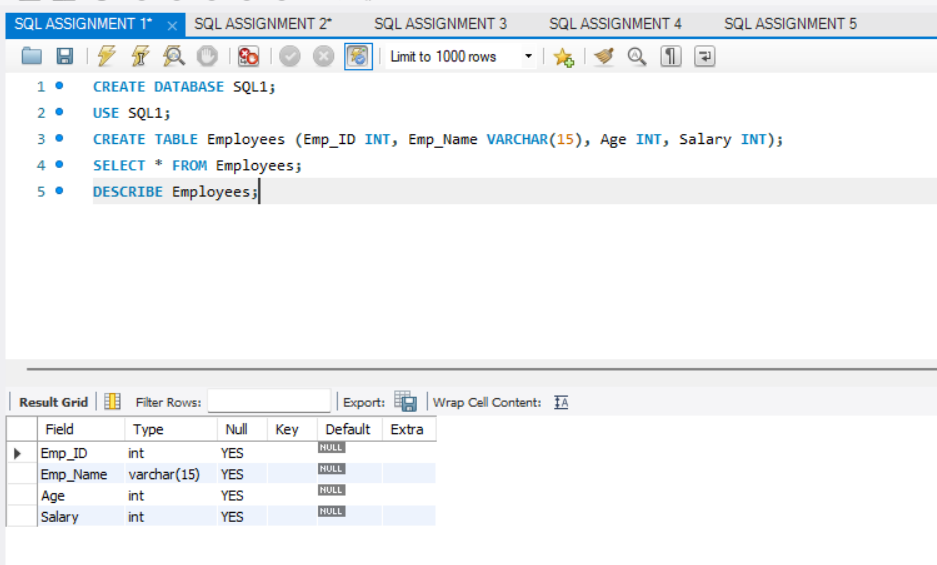 SQL ASSIGNMENT 1* × SQL ASSIGNMENT 2* SQL ASSIGNMENT 3 SQL ASSIGNMENT 4 SQL ASSIGNMENT 5
Limit to 1000 rows
1 CREATE DATABASE SQL1;
2 USE SQL1;
3 CREATE TABLE Employees (Emp_ID INT, Emp_Name VARCHAR(15), Age INT, Salary INT);
4 SELECT * FROM Employees;
5 DESCRIBE Employees;
Result Grid Filter Rows: Export: Wrap Cell Content: IA
Field Type Null Key Default Extra
Emp_ID int YES NULL
Emp_Name varchar(15) YES NULL
Age int YES NULL
Salary int YES NULL